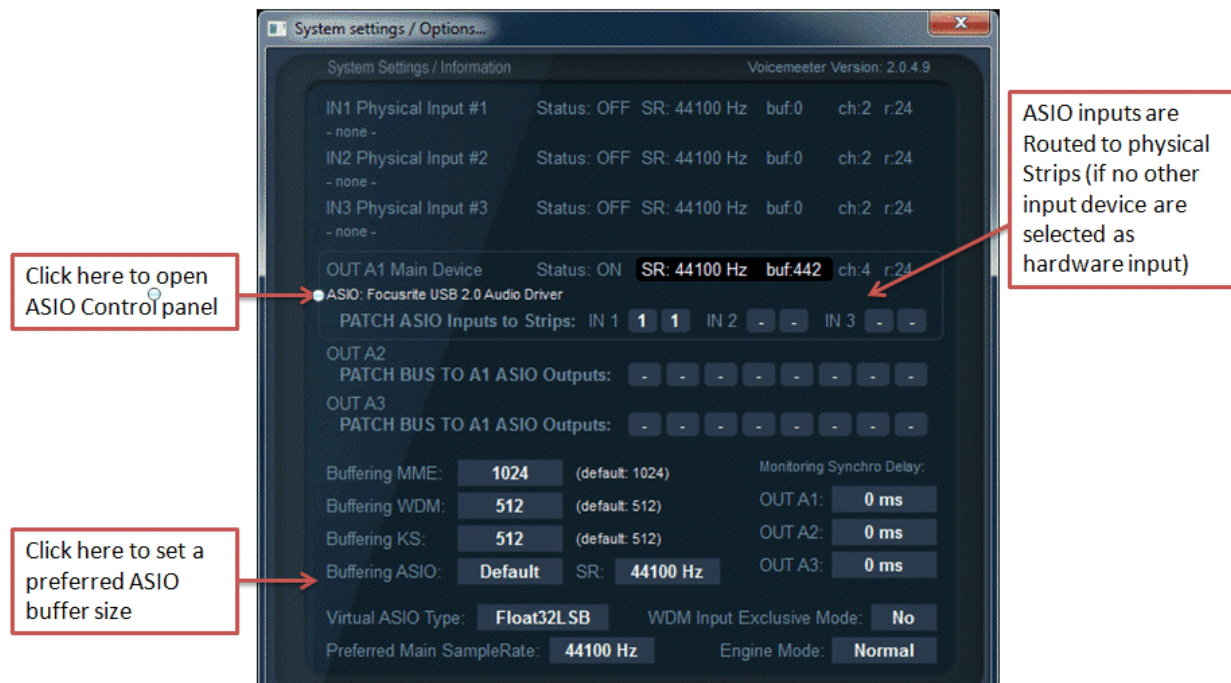 System settings / Options...
System Settings / Information Voicemeeter Version: 2.0.4.9
IN1 Physical Input #1 Status: OFF SR: 44100 Hz buf:0 ch:2 r:24
- none -
IN2 Physical Input #2 Status: OFF SR: 44100 Hz buf:0 ch:2 r:24
- none -
IN3 Physical Input #3 Status: OFF SR: 44100 Hz buf:0 ch:2 r:24
- none -
ASIO inputs are
Routed to physical
Strips (if no other
input device are
selected as
hardware input)
Click here to open
ASIO Control panel
OUT A1 Main Device Status: ON SR: 44100 Hz buf:442 ch:4 r:24
ASIO: Focusrite USB 2.0 Audio Driver
PATCH ASIO Inputs to Strips: IN 1 1 1 IN 2 - - IN 3 - -
OUT A2
PATCH BUS TO A1 ASIO Outputs: - - - - - - - -
OUT A3
PATCH BUS TO A1 ASIO Outputs: - - - - - - - -
Buffering MME: 1024 (default: 1024)
Buffering WDM: 512 (default: 512)
Buffering KS: 512 (default: 512)
Buffering ASIO: Default SR: 44100 Hz
Monitoring Synchro Delay:
OUT A1: 0 ms
OUT A2: 0 ms
OUT A3: 0 ms
Click here to set a
preferred ASIO
buffer size
Virtual ASIO Type: Float32LSB WDM Input Exclusive Mode: No
Preferred Main SampleRate: 44100 Hz Engine Mode: Normal